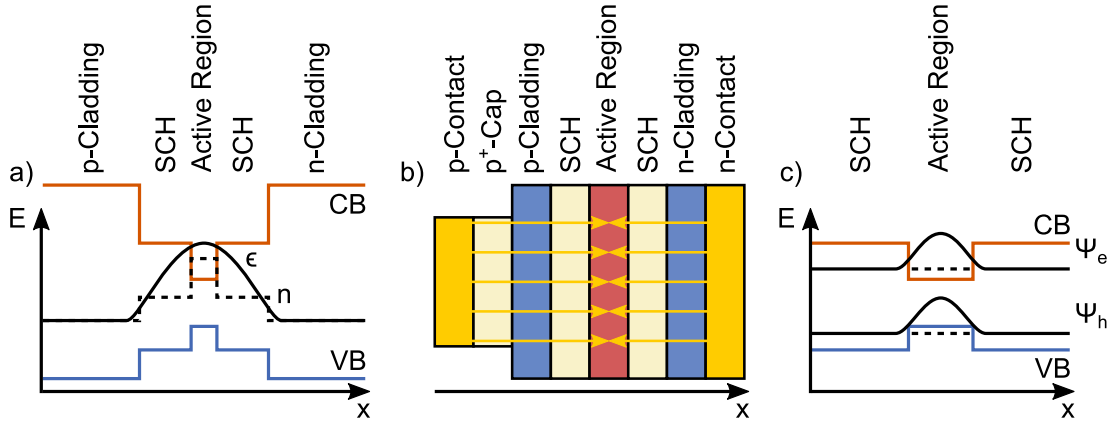 a)
p-Cladding
SCH
Active Region
SCH
n-Cladding
E
CB
ϵ
n
VB
x
b)
p-Contact
p⁺-Cap
p-Cladding
SCH
Active Region
SCH
n-Cladding
n-Contact
x
c)
SCH
Active Region
SCH
E
CB
Ψₑ
Ψₕ
VB
x